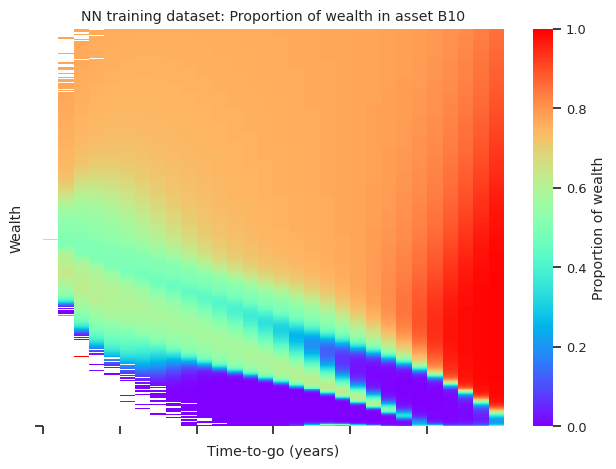 NN training dataset: Proportion of wealth in asset B10
Wealth
Time-to-go (years)
1.0
0.8
0.6
0.4
0.2
0.0
Proportion of wealth